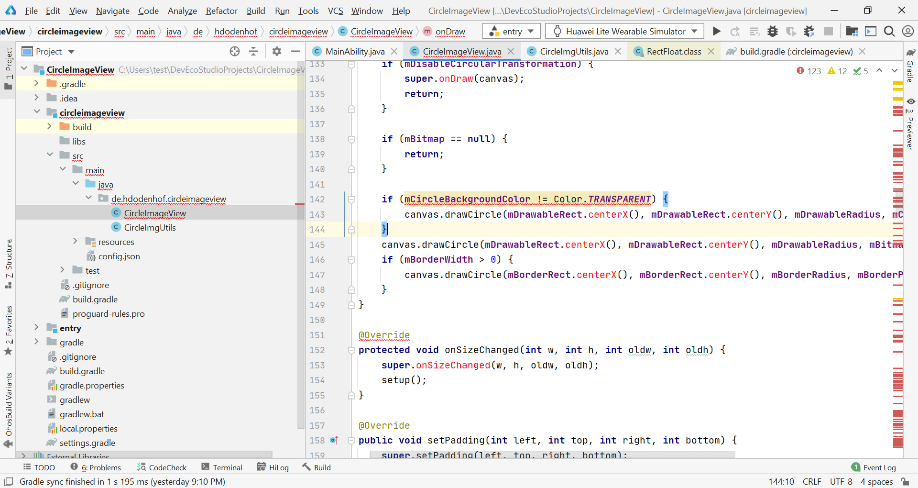 File Edit View Navigate Code Analyze Refactor Build Run Tools VCS Window Help CircleImageView [...\DevEcoStudioProjects\CircleImageView] - CircleImageView.java [circleimageview]
eView circleimageview src main java de hdodenhof circleimageview CircleImageView onDraw entry Huawei Lite Wearable Simulator
Project MainAbility.java CircleImageView.java CircleImgUtils.java RectFloat.class build.gradle (:circleimageview)
1: Project
7: Structure
2: Favorites
OhosBuild Variants
Gradle
Previewer
CircleImageView C:\Users\test\DevEcoStudioProjects\CircleImageV
.gradle
.idea
circleimageview
build
libs
src
main
java
de.hdodenhof.circleimageview
CircleImageView
CircleImgUtils
resources
config.json
test
.gitignore
build.gradle
proguard-rules.pro
entry
gradle
.gitignore
build.gradle
gradle.properties
gradlew
gradlew.bat
local.properties
settings.gradle
External Libraries
123 12 5
133 if (mDisableCircularTransformation) {
134 super.onDraw(canvas);
135 return;
136 }
137
138 if (mBitmap == null) {
139 return;
140 }
141
142 if (mCircleBackgroundColor != Color.TRANSPARENT) {
143 canvas.drawCircle(mDrawableRect.centerX(), mDrawableRect.centerY(), mDrawableRadius, mC
144 }
145 canvas.drawCircle(mDrawableRect.centerX(), mDrawableRect.centerY(), mDrawableRadius, mBitma
146 if (mBorderWidth > 0) {
147 canvas.drawCircle(mBorderRect.centerX(), mBorderRect.centerY(), mBorderRadius, mBorderP
148 }
149 }
150
151 @Override
152 protected void onSizeChanged(int w, int h, int oldw, int oldh) {
153 super.onSizeChanged(w, h, oldw, oldh);
154 setup();
155 }
156
157 @Override
158 public void setPadding(int left, int top, int right, int bottom) {
159 super.setPadding(left, top, right, bottom);
TODO 6: Problems CodeCheck Terminal HiLog Build Event Log
Gradle sync finished in 1 s 195 ms (yesterday 9:10 PM) 144:10 CRLF UTF 8 4 spaces